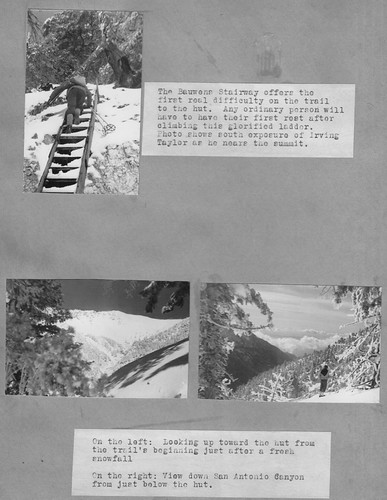 The Bauwens Stairway offers the
first real difficulty on the trail
to the hut.  Any ordinary person will
have to have their first rest after
climbing this glorified ladder.
Photo shows south exposure of Irving
Taylor as he nears the summit.
On the left:  Looking up toward the hut from
the trail's beginning just after a fresh
snowfall
On the right: View down San Antonio Canyon
from just below the hut.